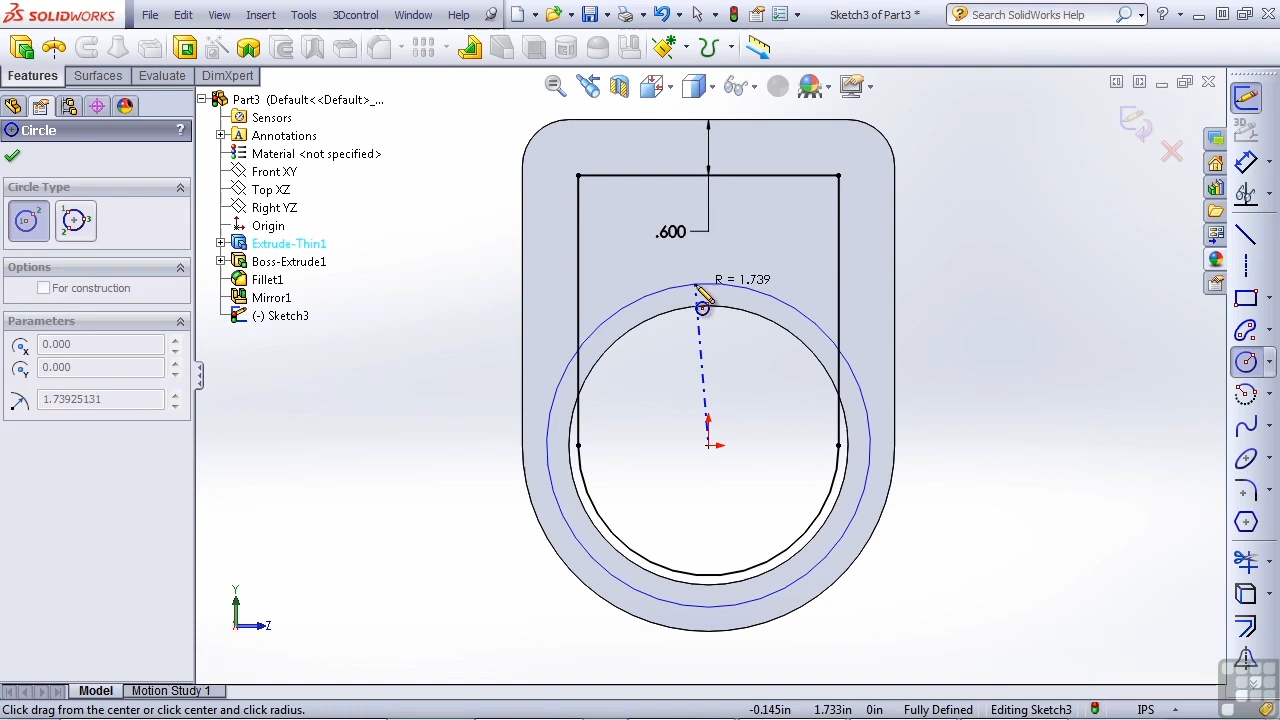 SOLIDWORKS
File Edit View Insert Tools 3Dcontrol Window Help
Sketch3 of Part3 *
Search SolidWorks Help
Features Surfaces Evaluate DimXpert
Circle ?
Circle Type
Options
For construction
Parameters
0.000
0.000
1.73925131
Part3 (Default<<Default>_...
Sensors
Annotations
Material <not specified>
Front XY
Top XZ
Right YZ
Origin
Extrude-Thin1
Boss-Extrude1
Fillet1
Mirror1
(-) Sketch3
.600
R = 1.739
Y
Z
Model Motion Study 1
Click drag from the center or click center and click radius.
-0.145in 1.733in 0in Fully Defined Editing Sketch3 IPS